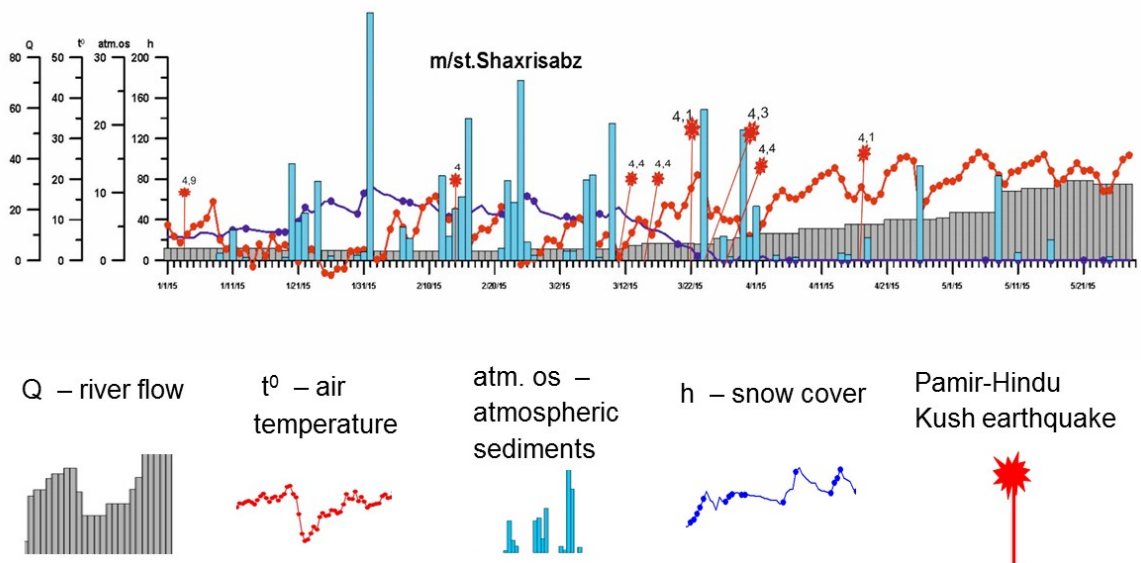 Q t⁰ atm.os h
m/st.Shaxrisabz
80 50 30 200
40 160
60
30 20 120
40
20 80
10
20 10 40
0 0 0 0
4,9
4
4,4
4,4
4,1
4,3
4,4
4,1
1/1/15 1/11/15 1/21/15 1/31/15 2/10/15 2/20/15 3/2/15 3/12/15 3/22/15 4/1/15 4/11/15 4/21/15 5/1/15 5/11/15 5/21/15
Q – river flow
t⁰ – air
temperature
atm. os –
atmospheric
sediments
h – snow cover
Pamir-Hindu
Kush earthquake